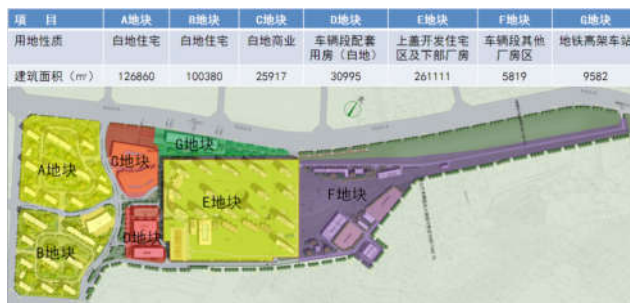 项 目 A地块 B地块 C地块 D地块 E地块 F地块 G地块
用地性质 白地住宅 白地住宅 白地商业 车辆段配套用房（白地） 上盖开发住宅区及下部厂房 车辆段其他厂房区 地铁高架车站
建筑面积（㎡） 126860 100380 25917 30995 261111 5819 9582
G地块
A地块
C地块
E地块
F地块
D地块
B地块